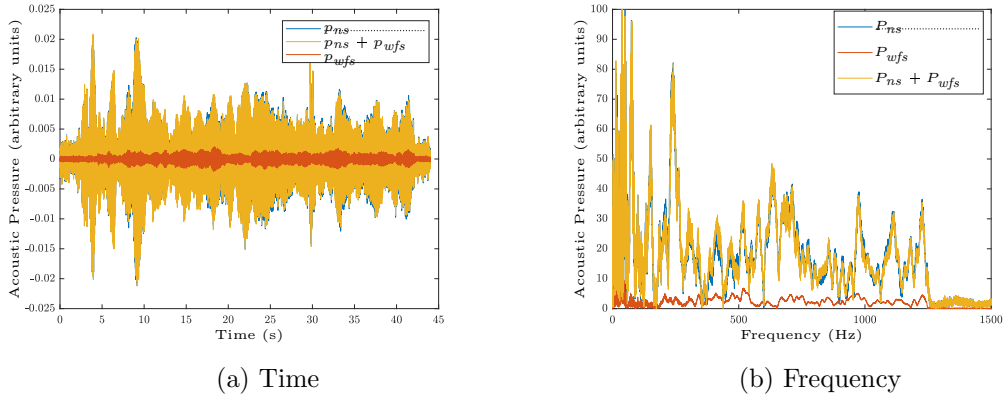 0.025
0.02
0.015
0.01
0.005
0
-0.005
-0.01
-0.015
-0.02
-0.025
Acoustic Pressure (arbitrary units)
0 5 10 15 20 25 30 35 40 45
Time (s)
p_ns
p_ns + p_wfs
p_wfs
(a) Time
100
90
80
70
60
50
40
30
20
10
0
Acoustic Pressure (arbitrary units)
0 500 1000 1500
Frequency (Hz)
P_ns
P_wfs
P_ns + P_wfs
(b) Frequency